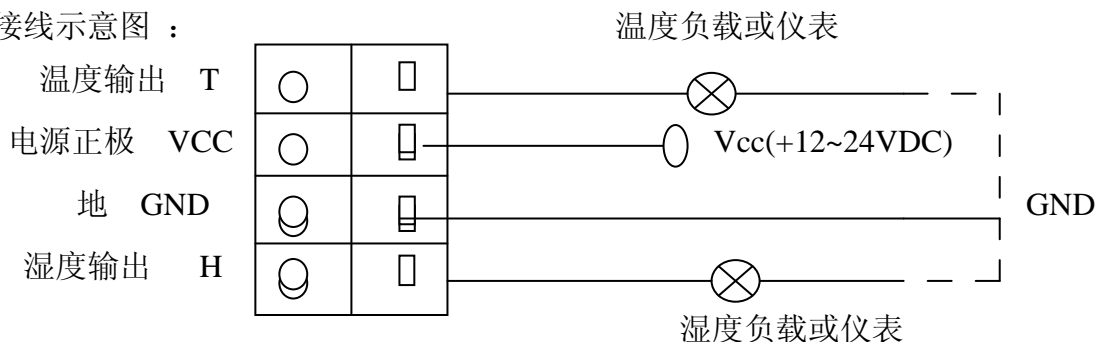 接线示意图 ：
温度负载或仪表
温度输出 T
电源正极 VCC
Vcc(+12~24VDC)
地 GND
GND
湿度输出 H
湿度负载或仪表